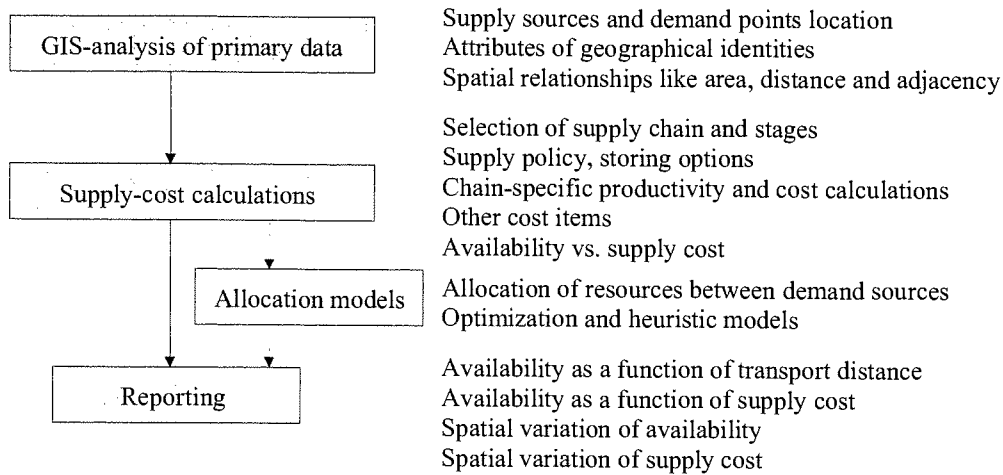 GIS-analysis of primary data
Supply sources and demand points location
Attributes of geographical identities
Spatial relationships like area, distance and adjacency
Supply-cost calculations
Selection of supply chain and stages
Supply policy, storing options
Chain-specific productivity and cost calculations
Other cost items
Availability vs. supply cost
Allocation models
Allocation of resources between demand sources
Optimization and heuristic models
Reporting
Availability as a function of transport distance
Availability as a function of supply cost
Spatial variation of availability
Spatial variation of supply cost